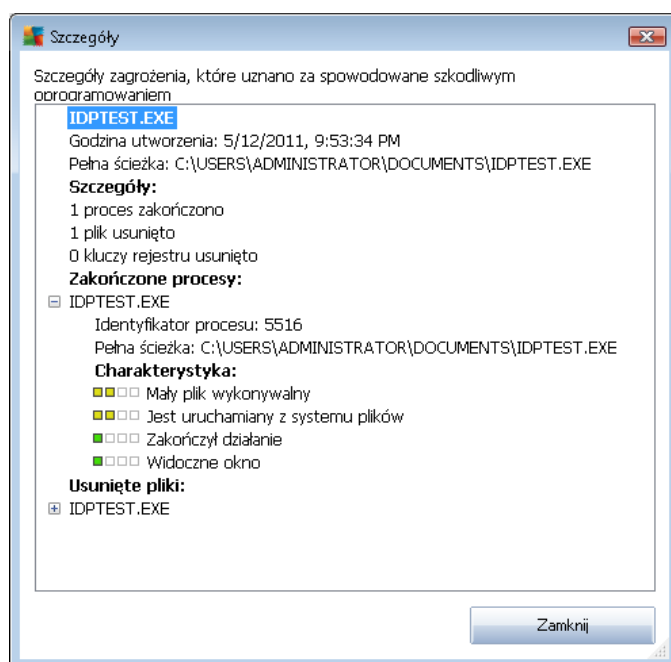 Szczegóły
Szczegóły zagrożenia, które uznano za spowodowane szkodliwym
oprogramowaniem
IDPTEST.EXE
Godzina utworzenia: 5/12/2011, 9:53:34 PM
Pełna ścieżka: C:\USERS\ADMINISTRATOR\DOCUMENTS\IDPTEST.EXE
Szczegóły:
1 proces zakończono
1 plik usunięto
0 kluczy rejestru usunięto
Zakończone procesy:
IDPTEST.EXE
Identyfikator procesu: 5516
Pełna ścieżka: C:\USERS\ADMINISTRATOR\DOCUMENTS\IDPTEST.EXE
Charakterystyka:
Mały plik wykonywalny
Jest uruchamiany z systemu plików
Zakończył działanie
Widoczne okno
Usunięte pliki:
IDPTEST.EXE
Zamknij